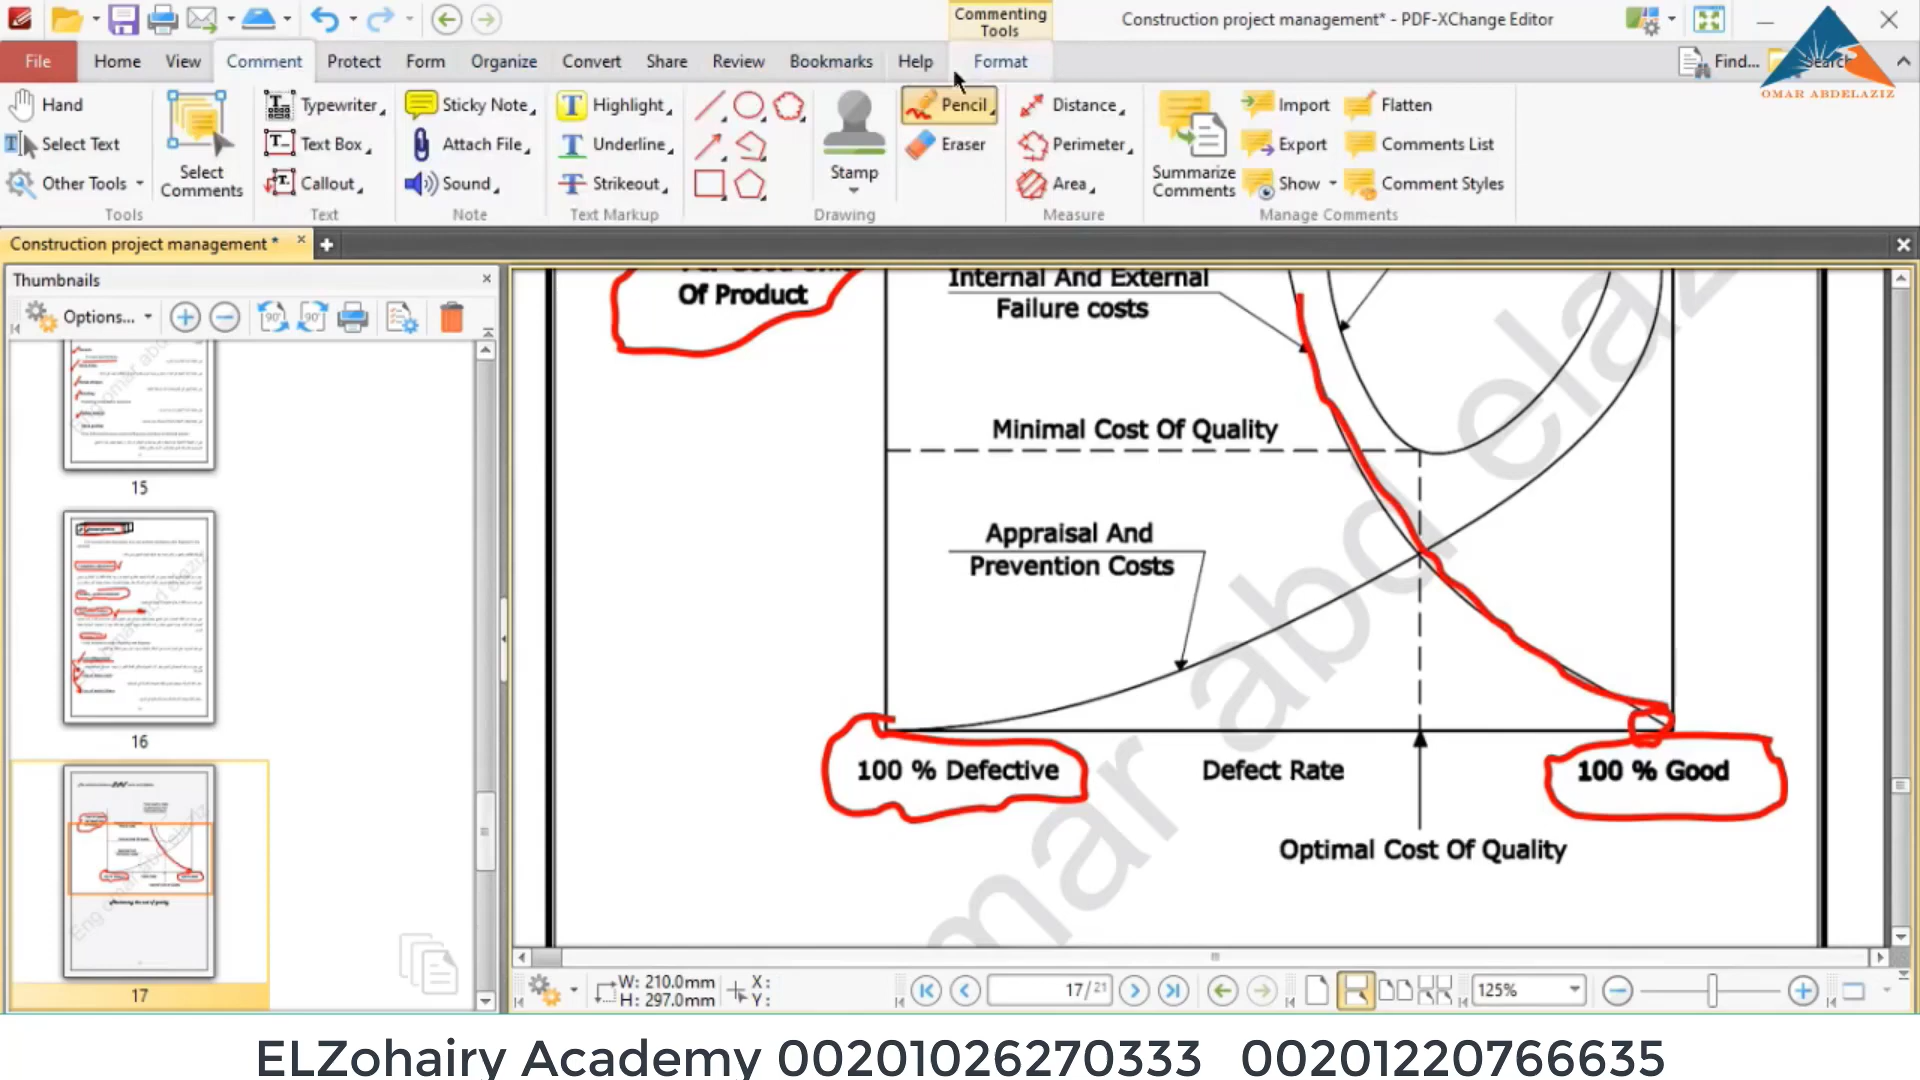 Commenting
Tools
Construction project management* - PDF-XChange Editor
File
Home
View
Comment
Protect
Form
Organize
Convert
Share
Review
Bookmarks
Help
Format
Find...
OMAR ABDELAZIZ
Hand
Select Text
Other Tools
Tools
Select
Comments
Typewriter
Text Box
Callout
Text
Sticky Note
Attach File
Sound
Note
Highlight
Underline
Strikeout
Text Markup
Drawing
Stamp
Pencil
Eraser
Distance
Perimeter
Area
Measure
Summarize
Comments
Import
Export
Show
Flatten
Comments List
Comment Styles
Manage Comments
Construction project management *
Thumbnails
Options...
15
16
17
Of Product
Internal And External
Failure costs
Minimal Cost Of Quality
Appraisal And
Prevention Costs
100 % Defective
Defect Rate
100 % Good
Optimal Cost Of Quality
mar abd elaz
W: 210.0mm
H: 297.0mm
X:
Y:
17 / 21
125%
ELZohairy Academy 00201026270333 00201220766635